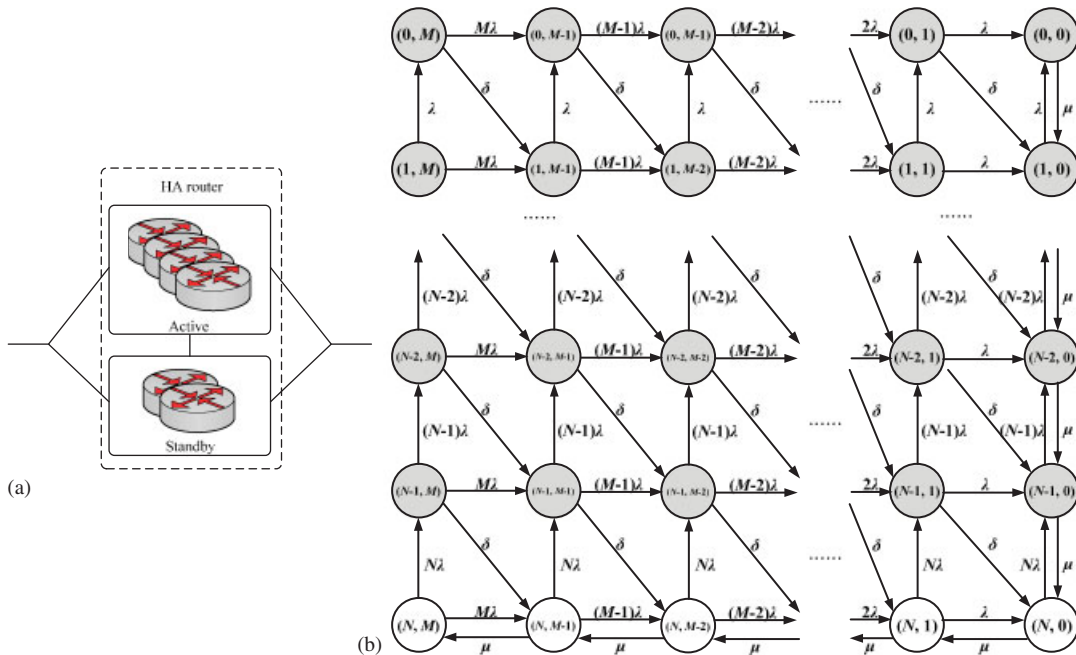 HA router
Active
Standby
(a)
(0, M) Mλ (0, M-1) (M-1)λ (0, M-1) (M-2)λ 2λ (0, 1) λ (0, 0)
δ δ δ δ δ
λ λ λ ...... λ λ μ
(1, M) Mλ (1, M-1) (M-1)λ (1, M-2) (M-2)λ 2λ (1, 1) λ (1, 0)
...... ......
δ δ δ δ δ
(N-2)λ (N-2)λ (N-2)λ (N-2)λ (N-2)λ μ
(N-2, M) Mλ (N-2, M-1) (M-1)λ (N-2, M-2) (M-2)λ 2λ (N-2, 1) λ (N-2, 0)
δ δ δ δ δ
(N-1)λ (N-1)λ (N-1)λ ...... (N-1)λ (N-1)λ μ
(N-1, M) Mλ (N-1, M-1) (M-1)λ (N-1, M-2) (M-2)λ 2λ (N-1, 1) λ (N-1, 0)
δ δ δ δ δ
Nλ Nλ Nλ ...... Nλ Nλ μ
(N, M) Mλ (N, M-1) (M-1)λ (N, M-2) (M-2)λ 2λ (N, 1) λ (N, 0)
μ μ μ μ μ
(b)